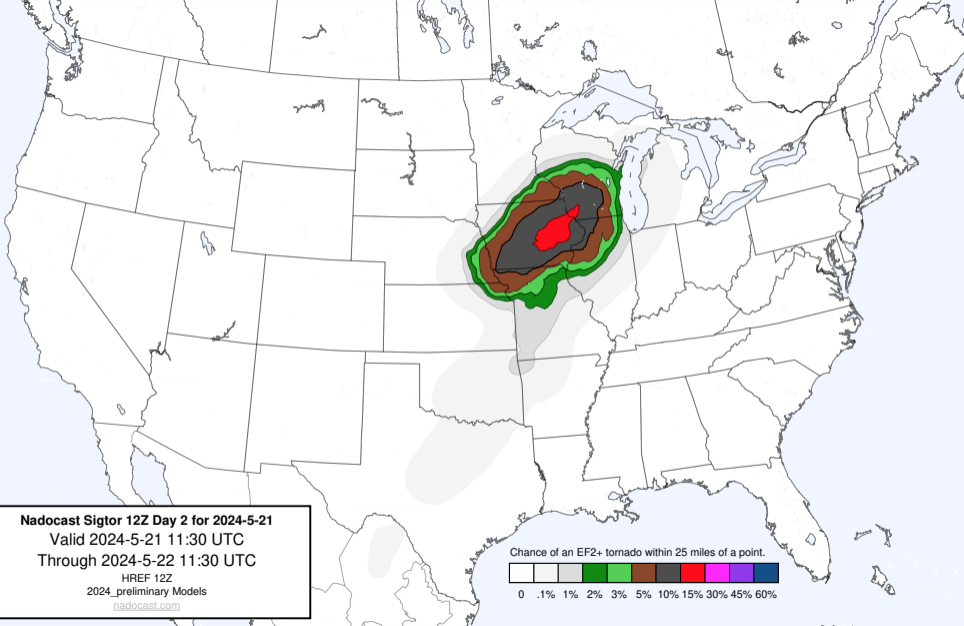 Nadocast Sigtor 12Z Day 2 for 2024-5-21
Valid 2024-5-21 11:30 UTC
Through 2024-5-22 11:30 UTC
HREF 12Z
2024_preliminary Models
nadocast.com
Chance of an EF2+ tornado within 25 miles of a point.
0 .1% 1% 2% 3% 5% 10% 15% 30% 45% 60%